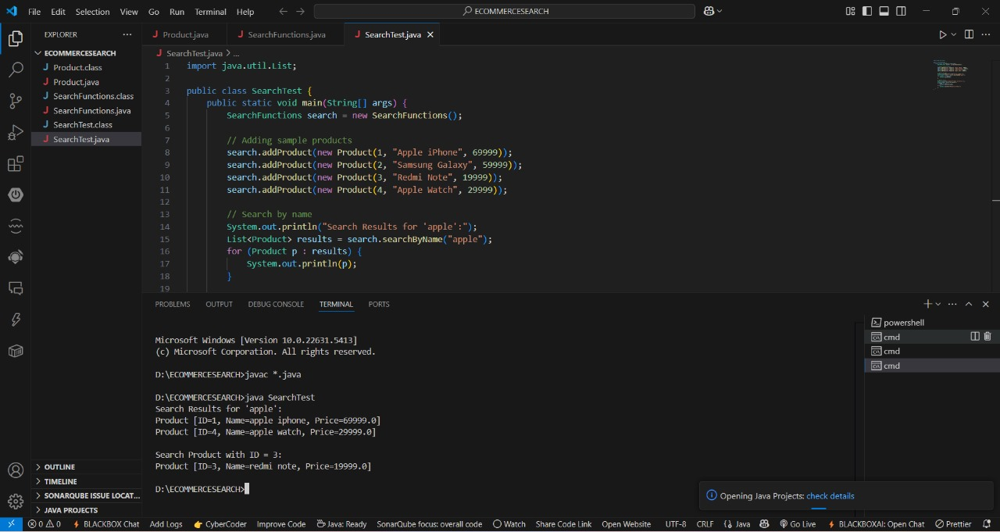 File Edit Selection View Go Run Terminal Help ECOMMERCESEARCH
EXPLORER
ECOMMERCESEARCH
Product.class
Product.java
SearchFunctions.class
SearchFunctions.java
SearchTest.class
SearchTest.java
OUTLINE
TIMELINE
SONARQUBE ISSUE LOCAT...
JAVA PROJECTS
Product.java SearchFunctions.java SearchTest.java
SearchTest.java > ...
1 import java.util.List;
2
3 public class SearchTest {
4 public static void main(String[] args) {
5 SearchFunctions search = new SearchFunctions();
6
7 // Adding sample products
8 search.addProduct(new Product(1, "Apple iPhone", 69999));
9 search.addProduct(new Product(2, "Samsung Galaxy", 59999));
10 search.addProduct(new Product(3, "Redmi Note", 19999));
11 search.addProduct(new Product(4, "Apple Watch", 29999));
12
13 // Search by name
14 System.out.println("Search Results for 'apple':");
15 List<Product> results = search.searchByName("apple");
16 for (Product p : results) {
17 System.out.println(p);
18 }
19
PROBLEMS OUTPUT DEBUG CONSOLE TERMINAL PORTS
Microsoft Windows [Version 10.0.22631.5413]
(c) Microsoft Corporation. All rights reserved.
D:\ECOMMERCESEARCH>javac *.java
D:\ECOMMERCESEARCH>java SearchTest
Search Results for 'apple':
Product [ID=1, Name=apple iphone, Price=69999.0]
Product [ID=4, Name=apple watch, Price=29999.0]
Search Product with ID = 3:
Product [ID=3, Name=redmi note, Price=19999.0]
D:\ECOMMERCESEARCH>
powershell
cmd
cmd
cmd
Opening Java Projects: check details
0 0 BLACKBOX Chat Add Logs CyberCoder Improve Code Java: Ready SonarQube focus: overall code Watch Share Code Link Open Website UTF-8 CRLF {} Java Go Live BLACKBOXAI: Open Chat Prettier